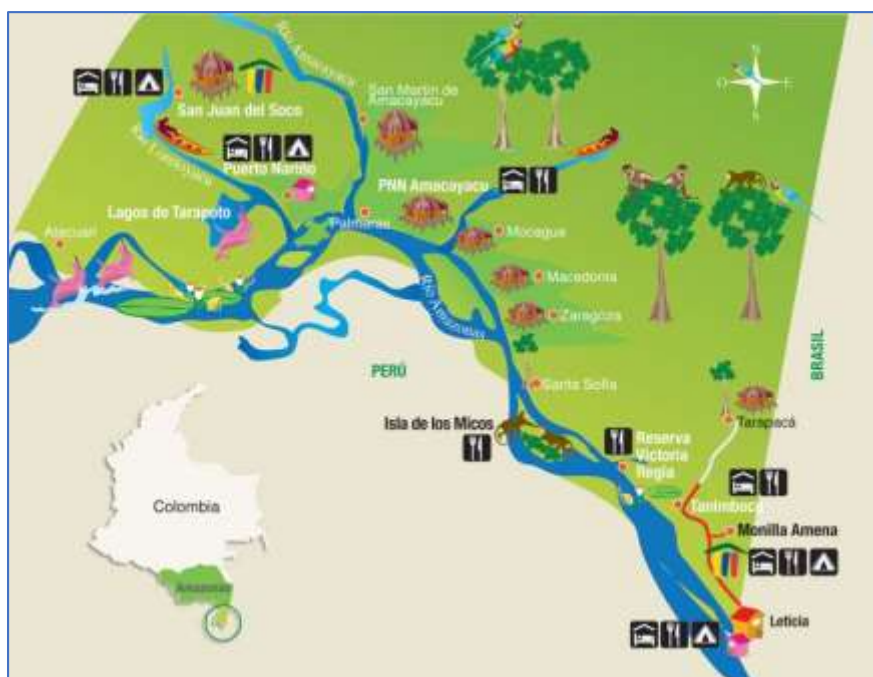 Río Amacayacu
N
O
E
S
San Martín de
Amacayacu
San Juan del Soco
Puerto Nariño
PNN Amacayacu
Lagos de Tarapoto
Atacuari
Palmeras
Mocagua
Macedonia
Río Amazonas
Zaragoza
PERÚ
BRASIL
Santa Sofía
Isla de los Micos
Tarapacá
Reserva
Victoria
Regia
Colombia
Tanimboca
Monilla Amena
Amazonas
Leticia